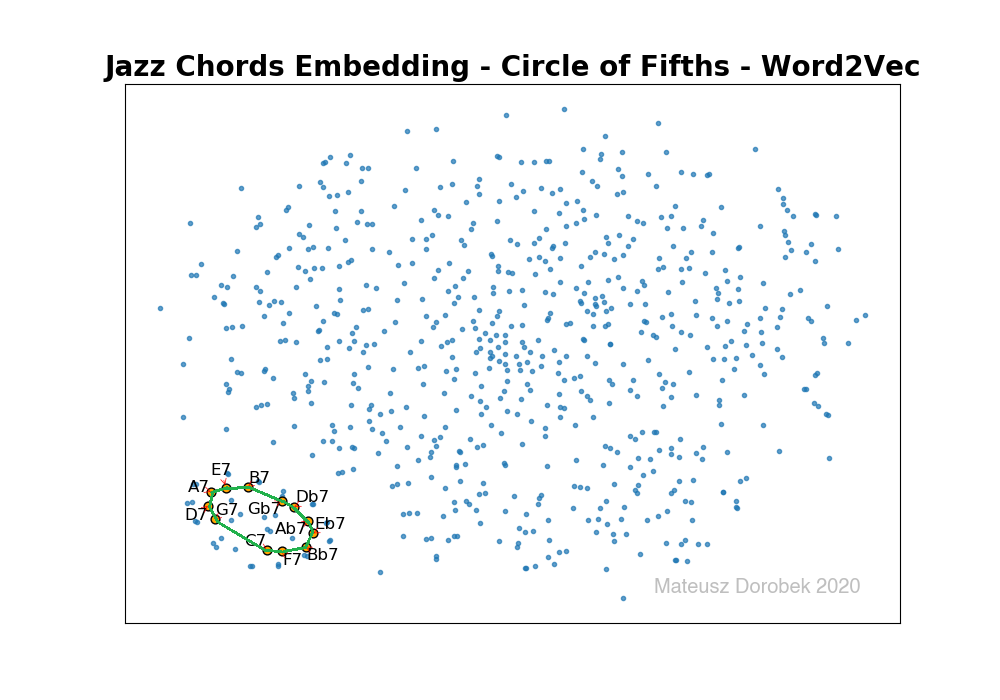 Jazz Chords Embedding - Circle of Fifths - Word2Vec
E7
B7
A7
Db7
D7
G7
Gb7
Ab7
Eb7
C7
F7
Bb7
Mateusz Dorobek 2020